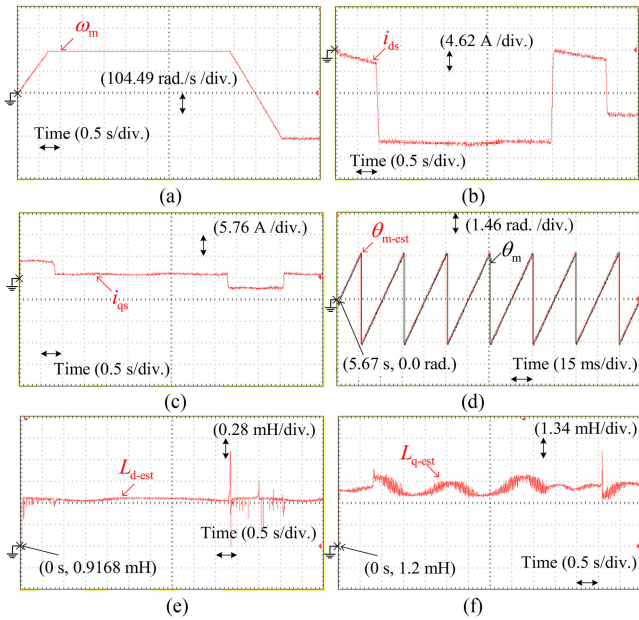 ωm
(104.49 rad./s /div.)
Time (0.5 s/div.)
(a)
ids
(4.62 A /div.)
Time (0.5 s/div.)
(b)
(5.76 A /div.)
iqs
Time (0.5 s/div.)
(c)
(1.46 rad. /div.)
θm-est
θm
(5.67 s, 0.0 rad.)
Time (15 ms/div.)
(d)
(0.28 mH/div.)
Ld-est
Time (0.5 s/div.)
(0 s, 0.9168 mH)
(e)
(1.34 mH/div.)
Lq-est
(0 s, 1.2 mH)
Time (0.5 s/div.)
(f)